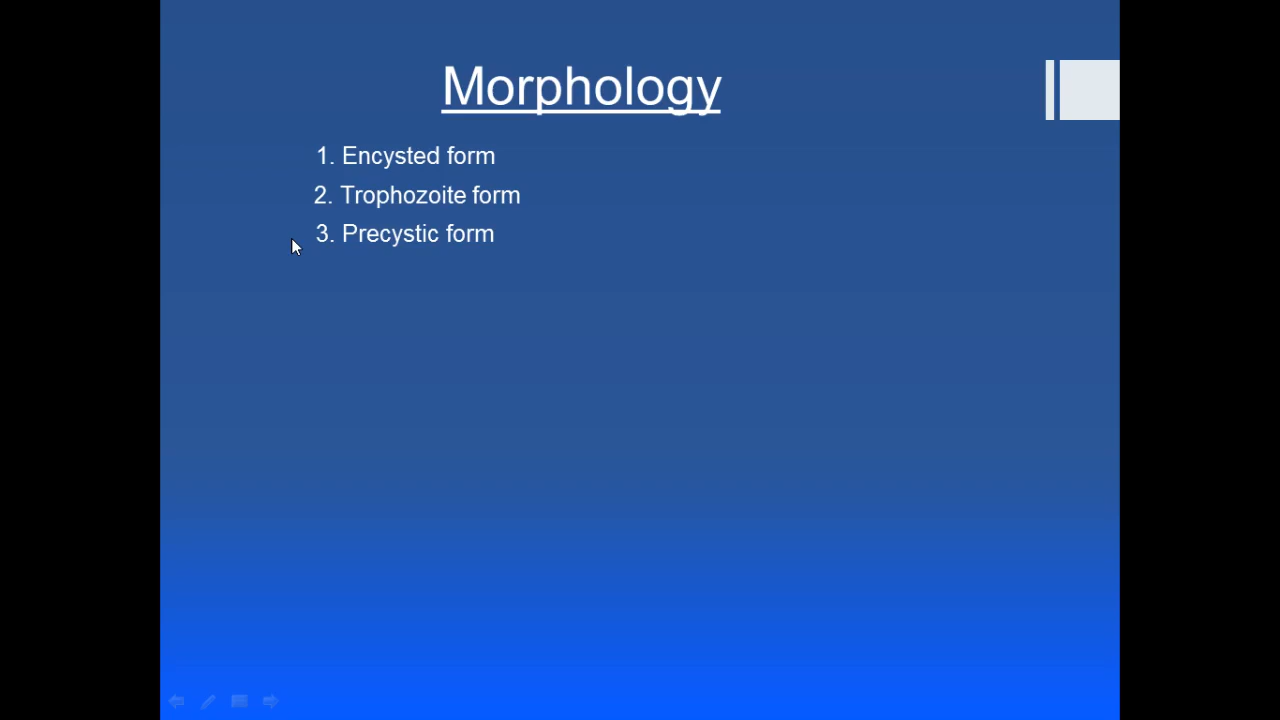 Morphology
1. Encysted form
2. Trophozoite form
3. Precystic form